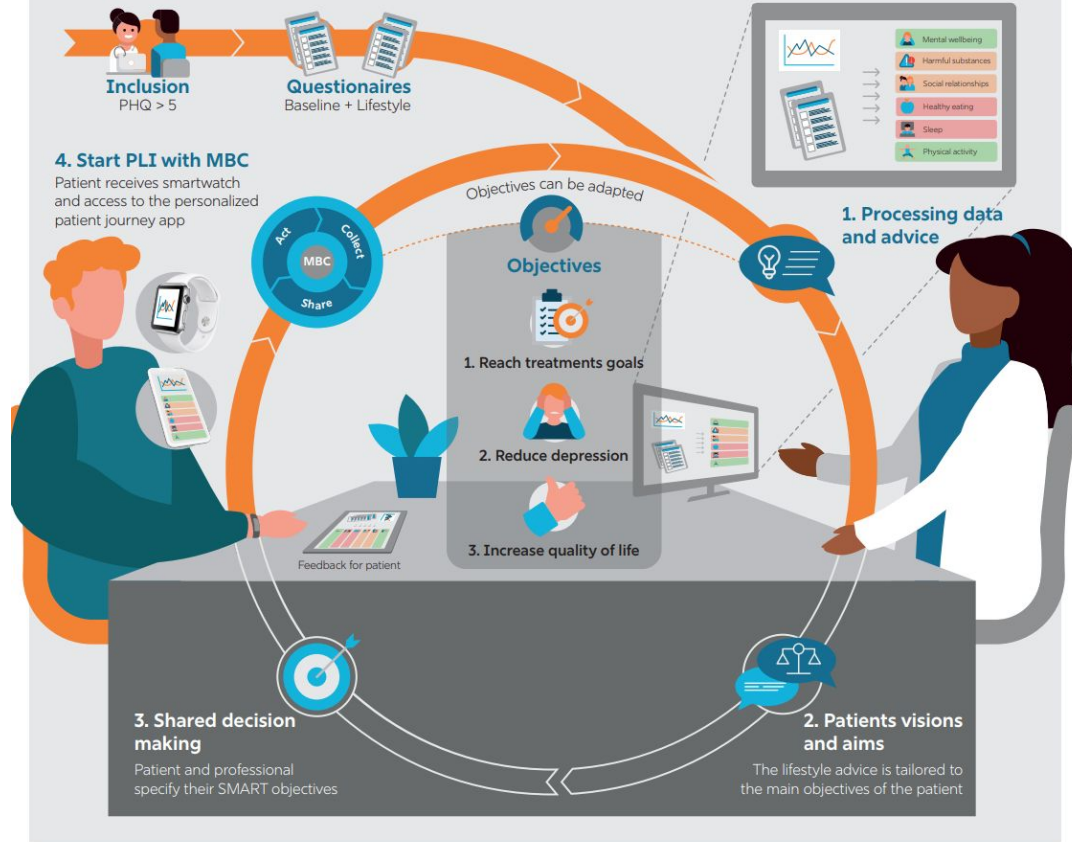 Inclusion
PHQ > 5
Questionaires
Baseline + Lifestyle
Mental wellbeing
Harmful substances
Social relationships
Healthy eating
Sleep
Physical activity
4. Start PLI with MBC
Patient receives smartwatch
and access to the personalized
patient journey app
Act
Collect
Share
MBC
Objectives can be adapted
Objectives
1. Reach treatments goals
2. Reduce depression
3. Increase quality of life
1. Processing data
and advice
Feedback for patient
3. Shared decision
making
Patient and professional
specify their SMART objectives
2. Patients visions
and aims
The lifestyle advice is tailored to
the main objectives of the patient